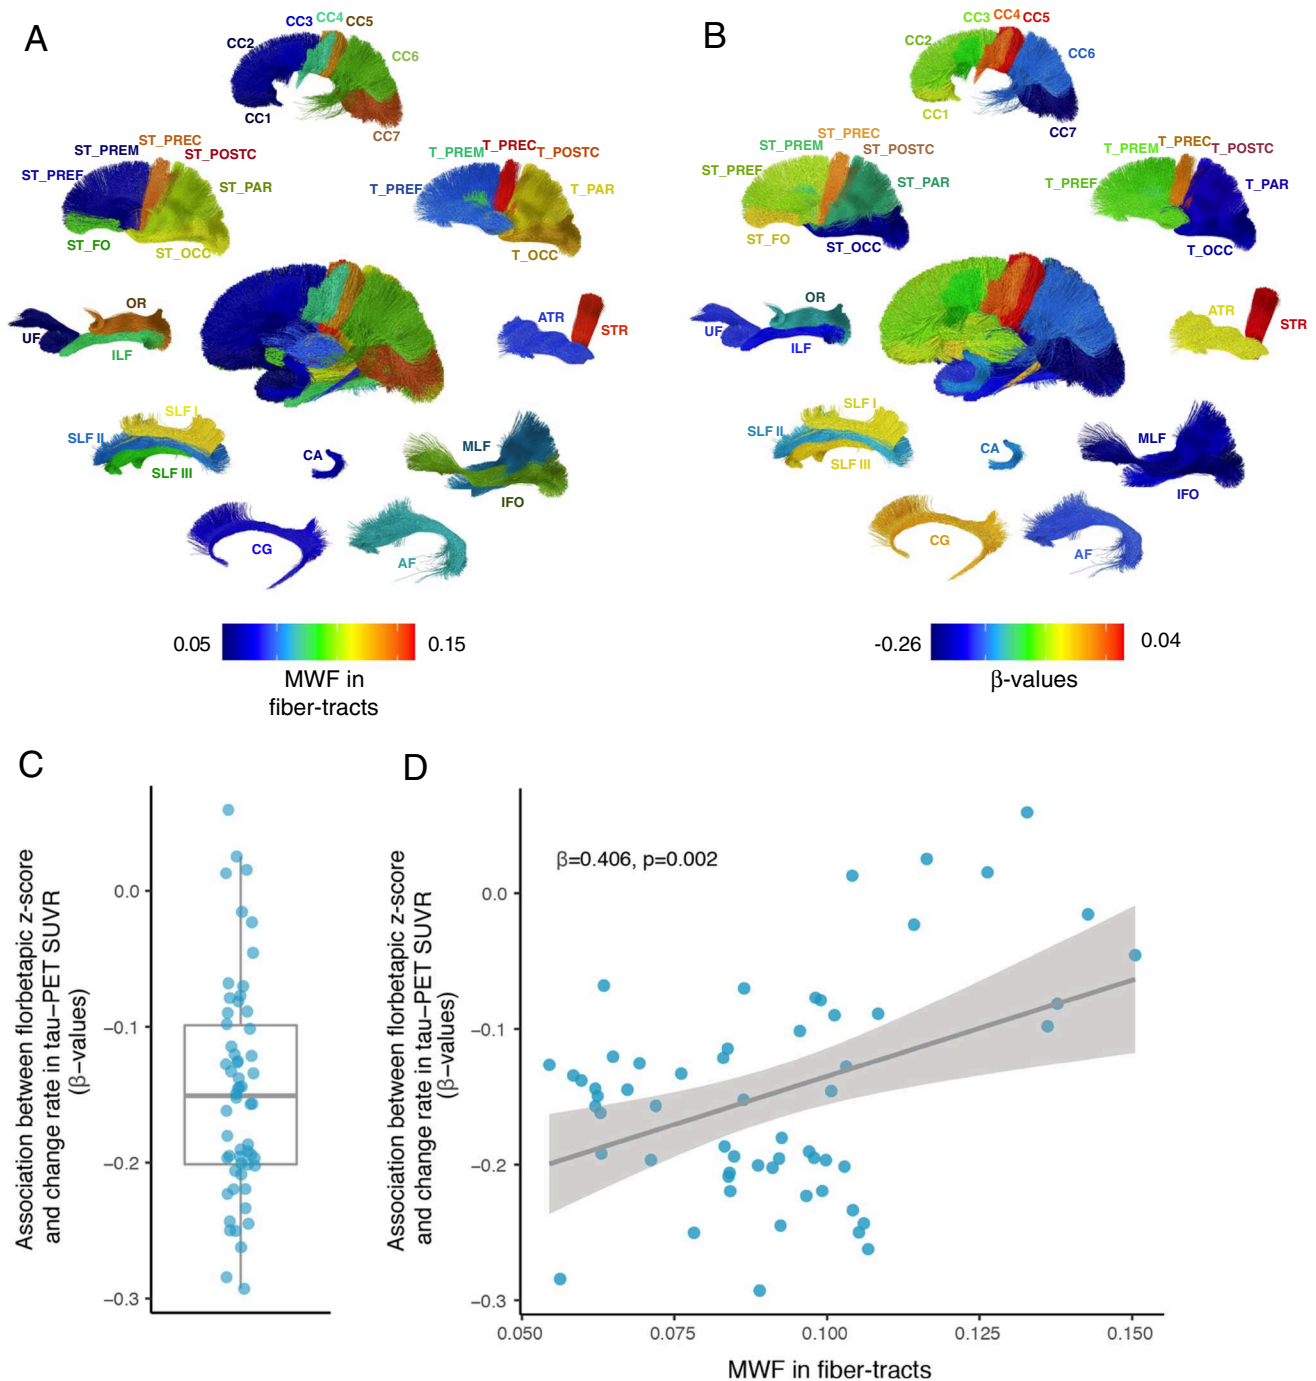 A
CC3 CC4 CC5
CC2
CC6
CC1
CC7
ST_PREC
ST_PREM
ST_POSTC
ST_PREF
ST_PAR
ST_FO
ST_OCC
T_PREC
T_PREM
T_POSTC
T_PREF
T_PAR
T_OCC
OR
UF
ILF
ATR
STR
SLF I
SLF II
SLF III
CA
MLF
IFO
CG
AF
0.05
0.15
MWF in
fiber-tracts
B
CC3 CC4 CC5
CC2
CC6
CC1
CC7
ST_PREC
ST_PREM
ST_POSTC
ST_PREF
ST_PAR
ST_FO
ST_OCC
T_PREC
T_PREM
T_POSTC
T_PREF
T_PAR
T_OCC
OR
UF
ILF
ATR
STR
SLF I
SLF II
SLF III
CA
MLF
IFO
CG
AF
-0.26
0.04
β-values
C
Association between florbetapic z-score
and change rate in tau−PET SUVR
(β−values)
0.0
−0.1
−0.2
−0.3
D
Association between florbetapic z-score
and change rate in tau−PET SUVR
(β−values)
β=0.406, p=0.002
0.0
−0.1
−0.2
−0.3
0.050
0.075
0.100
0.125
0.150
MWF in fiber−tracts